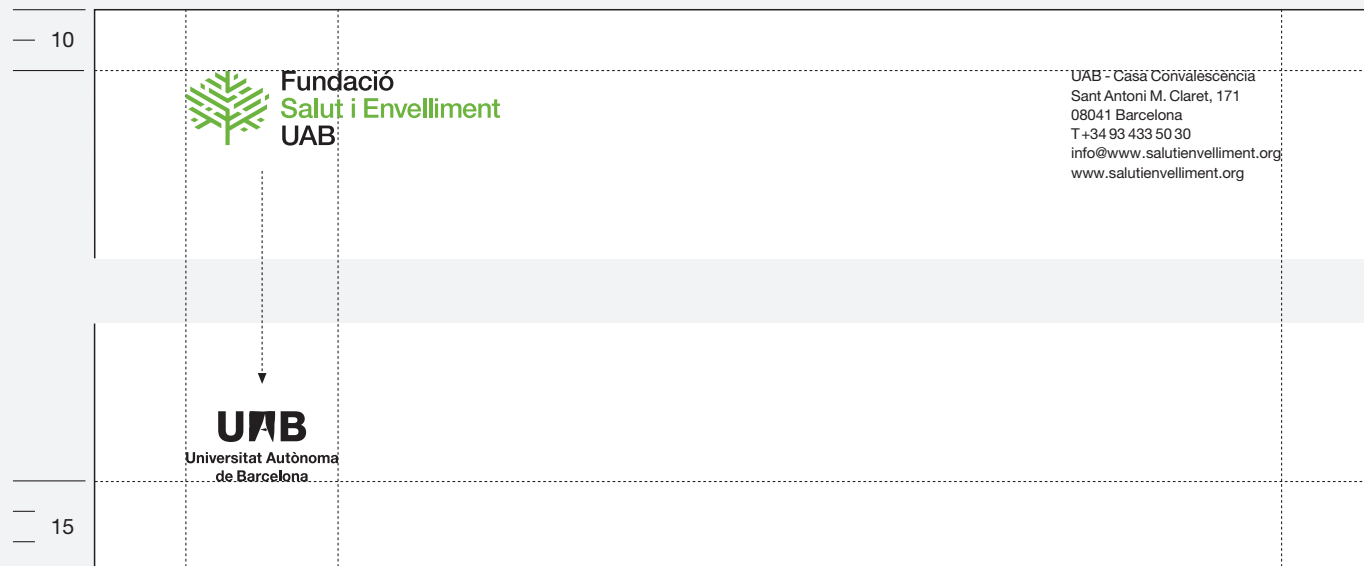 10
Fundació
Salut i Envelliment
UAB
UAB - Casa Convalescència
Sant Antoni M. Claret, 171
08041 Barcelona
T +34 93 433 50 30
info@www.salutienvelliment.org
www.salutienvelliment.org
UAB
Universitat Autònoma
de Barcelona
15